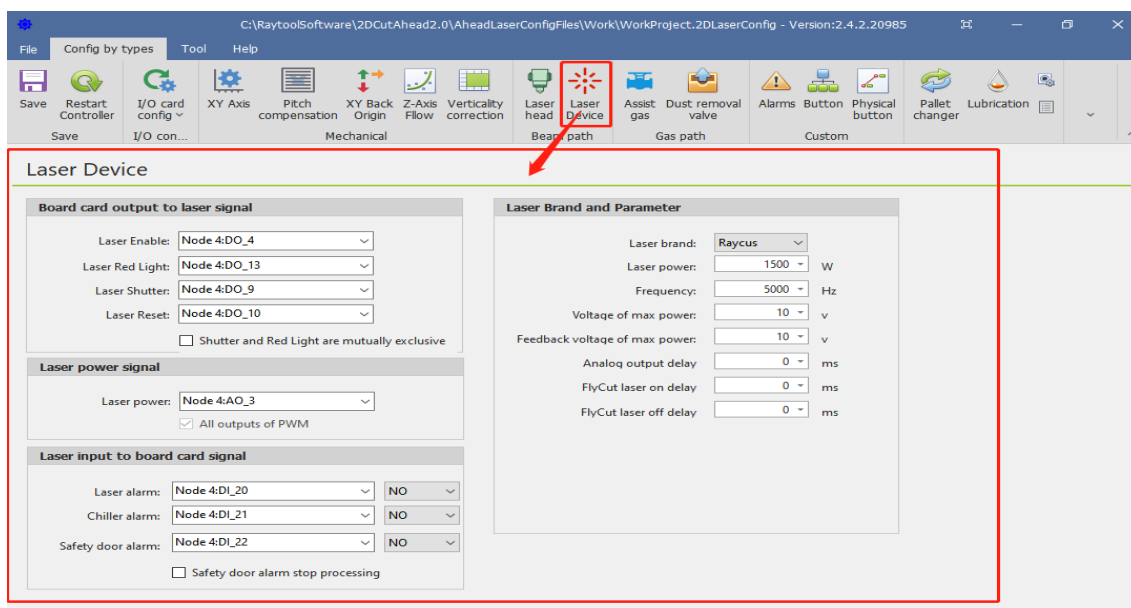 C:\RaytoolSoftware\2DCutAhead2.0\AheadLaserConfigFiles\Work\WorkProject.2DLaserConfig - Version:2.4.2.20985
File Config by types Tool Help
Save Restart Controller I/O card config XY Axis Pitch compensation XY Back Origin Z-Axis Fllow Verticality correction Laser head Laser Device Assist gas Dust removal valve Alarms Button Physical button Pallet changer Lubrication
Save I/O con... Mechanical Beam path Gas path Custom
Laser Device
Board card output to laser signal
Laser Enable: Node 4:DO_4
Laser Red Light: Node 4:DO_13
Laser Shutter: Node 4:DO_9
Laser Reset: Node 4:DO_10
Shutter and Red Light are mutually exclusive
Laser power signal
Laser power: Node 4:AO_3
All outputs of PWM
Laser input to board card signal
Laser alarm: Node 4:DI_20 NO
Chiller alarm: Node 4:DI_21 NO
Safety door alarm: Node 4:DI_22 NO
Safety door alarm stop processing
Laser Brand and Parameter
Laser brand: Raycus
Laser power: 1500 W
Frequency: 5000 Hz
Voltage of max power: 10 v
Feedback voltage of max power: 10 v
Analog output delay 0 ms
FlyCut laser on delay 0 ms
FlyCut laser off delay 0 ms